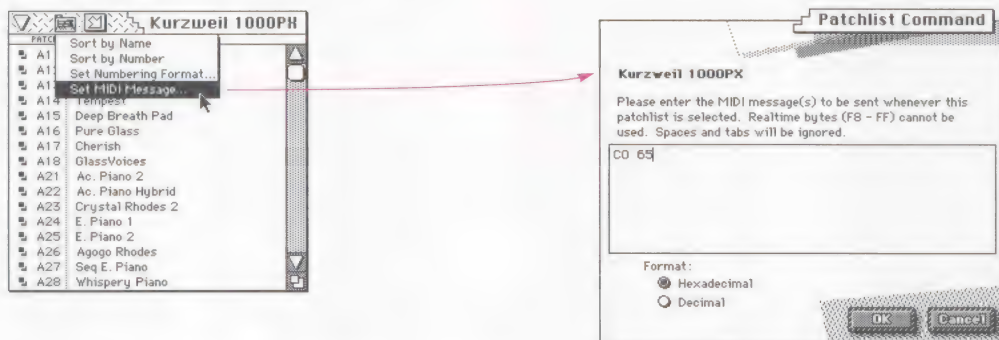 Kurzweil 1000PX
PATC
Sort by Name
Sort by Number
Set Numbering Format...
Set MIDI Message...
A1
A1
A1
A14 Tempest
A15 Deep Breath Pad
A16 Pure Glass
A17 Cherish
A18 GlassVoices
A21 Ac. Piano 2
A22 Ac. Piano Hybrid
A23 Crystal Rhodes 2
A24 E. Piano 1
A25 E. Piano 2
A26 Agogo Rhodes
A27 Seq E. Piano
A28 Whispery Piano
Patchlist Command
Kurzweil 1000PX
Please enter the MIDI message(s) to be sent whenever this
patchlist is selected. Realtime bytes (F8 - FF) cannot be
used. Spaces and tabs will be ignored.
C0 65
Format:
Hexadecimal
Decimal
OK
Cancel